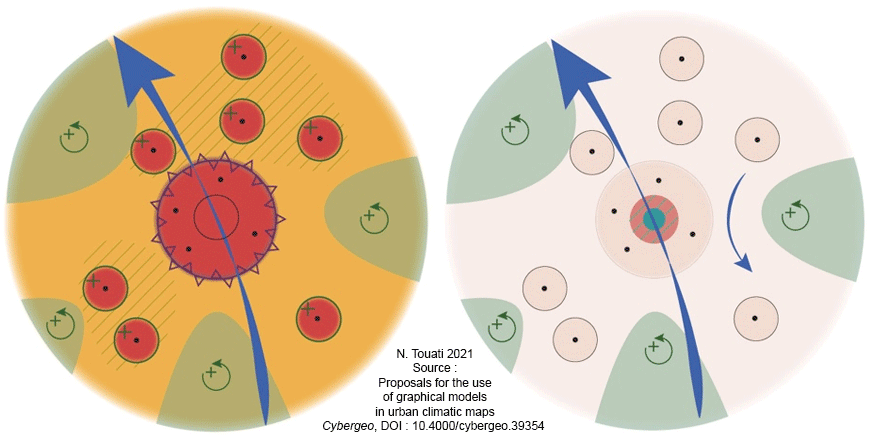 N. Touati 2021
Source :
Proposals for the use
of graphical models
in urban climatic maps
Cybergeo, DOI : 10.4000/cybergeo.39354